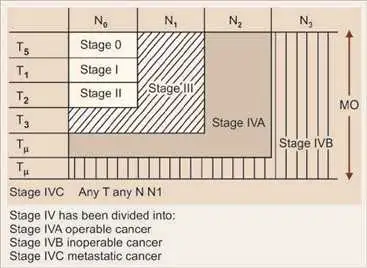 N₀ N₁ N₂ N₃
T₅ Stage 0
T₁ Stage I
T₂ Stage II Stage III
T₃
Stage IVA
Tμ
Stage IVB
Tμ
MO
Stage IVC Any T any N N1
Stage IV has been divided into:
Stage IVA operable cancer
Stage IVB inoperable cancer
Stage IVC metastatic cancer